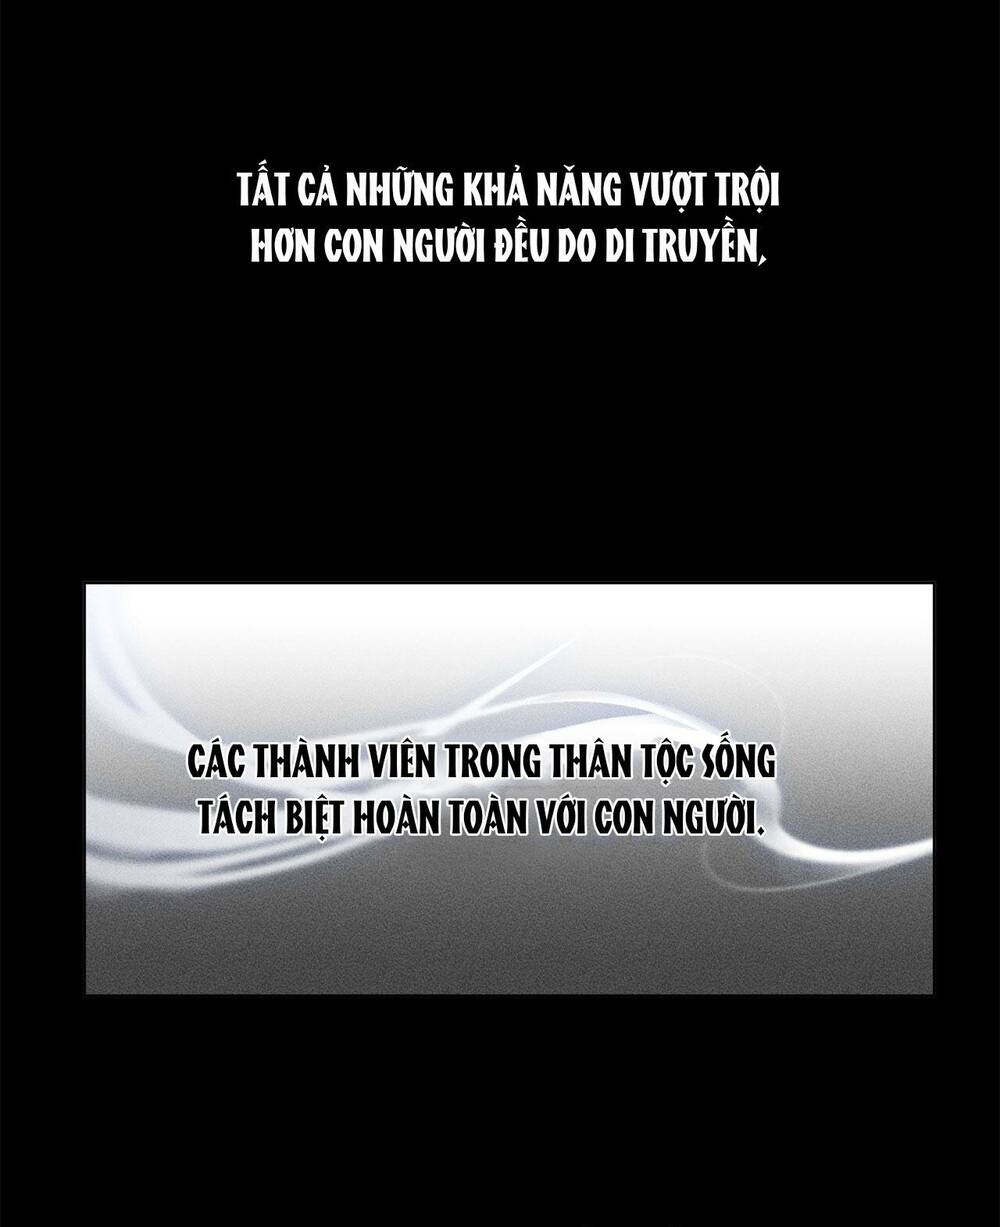 TẤT CẢ NHỮNG KHẢ NĂNG VƯỢT TRỘI
HƠN CON NGƯỜI ĐỀU DO DI TRUYỀN,
CÁC THÀNH VIÊN TRONG THÂN TỘC SỐNG
TÁCH BIỆT HOÀN TOÀN VỚI CON NGƯỜI.